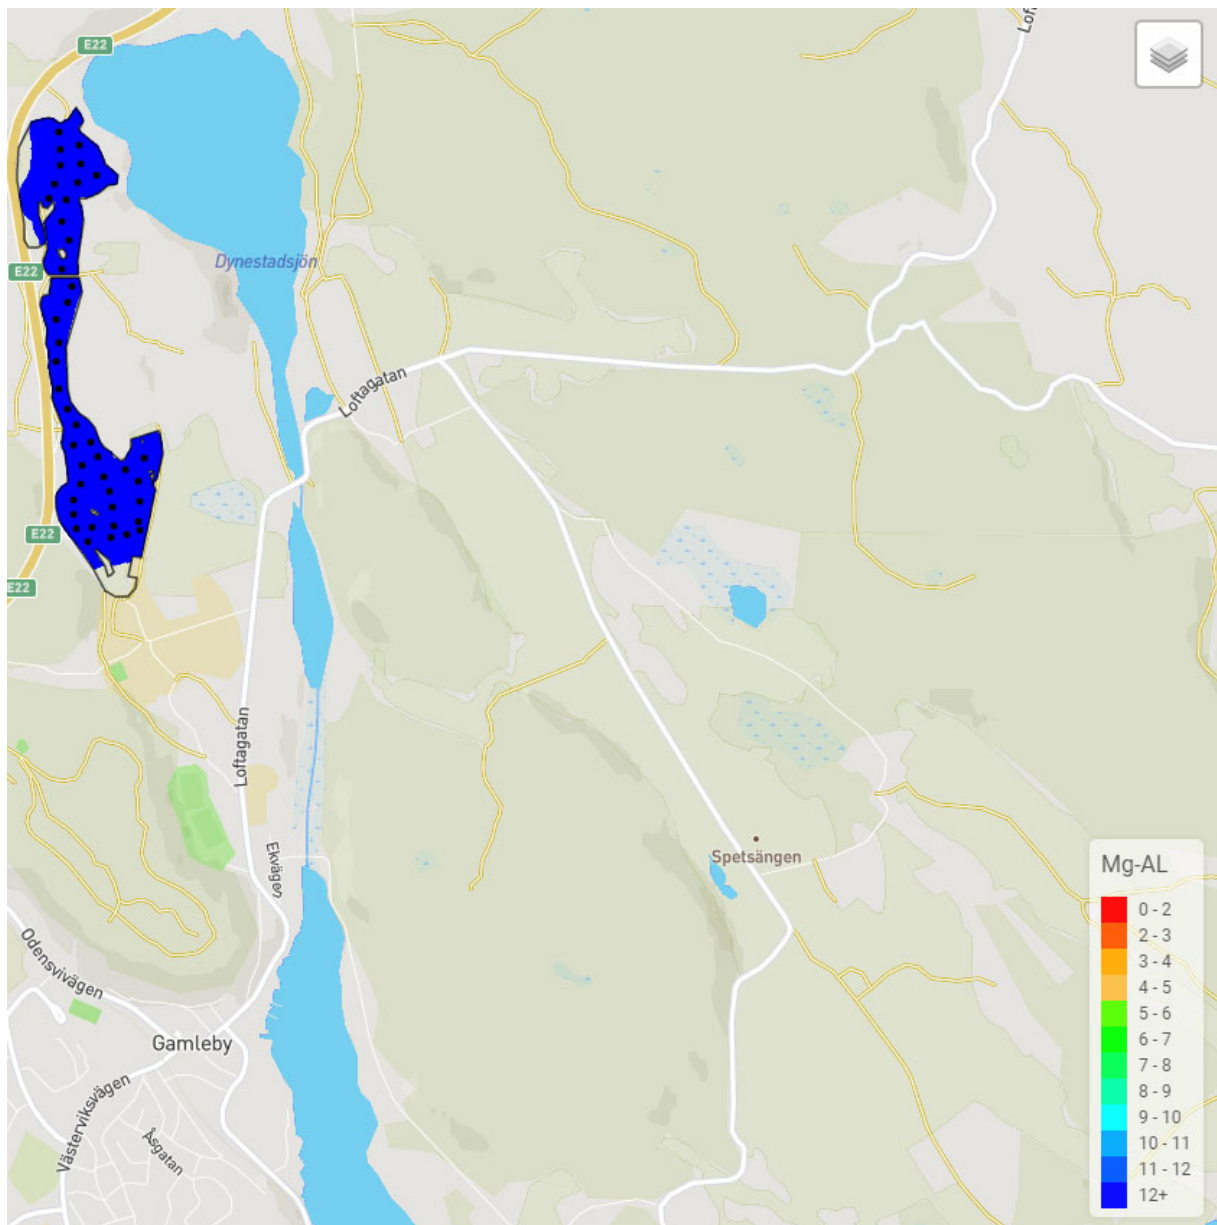 E22
Loft
Dynestadsjön
E22
Loftagatan
E22
E22
Loftagatan
Ekvägen
Spetsängen
Odensvivägen
Gamleby
Västerviksvägen
Åsgatan
Mg-AL
0 - 2
2 - 3
3 - 4
4 - 5
5 - 6
6 - 7
7 - 8
8 - 9
9 - 10
10 - 11
11 - 12
12+